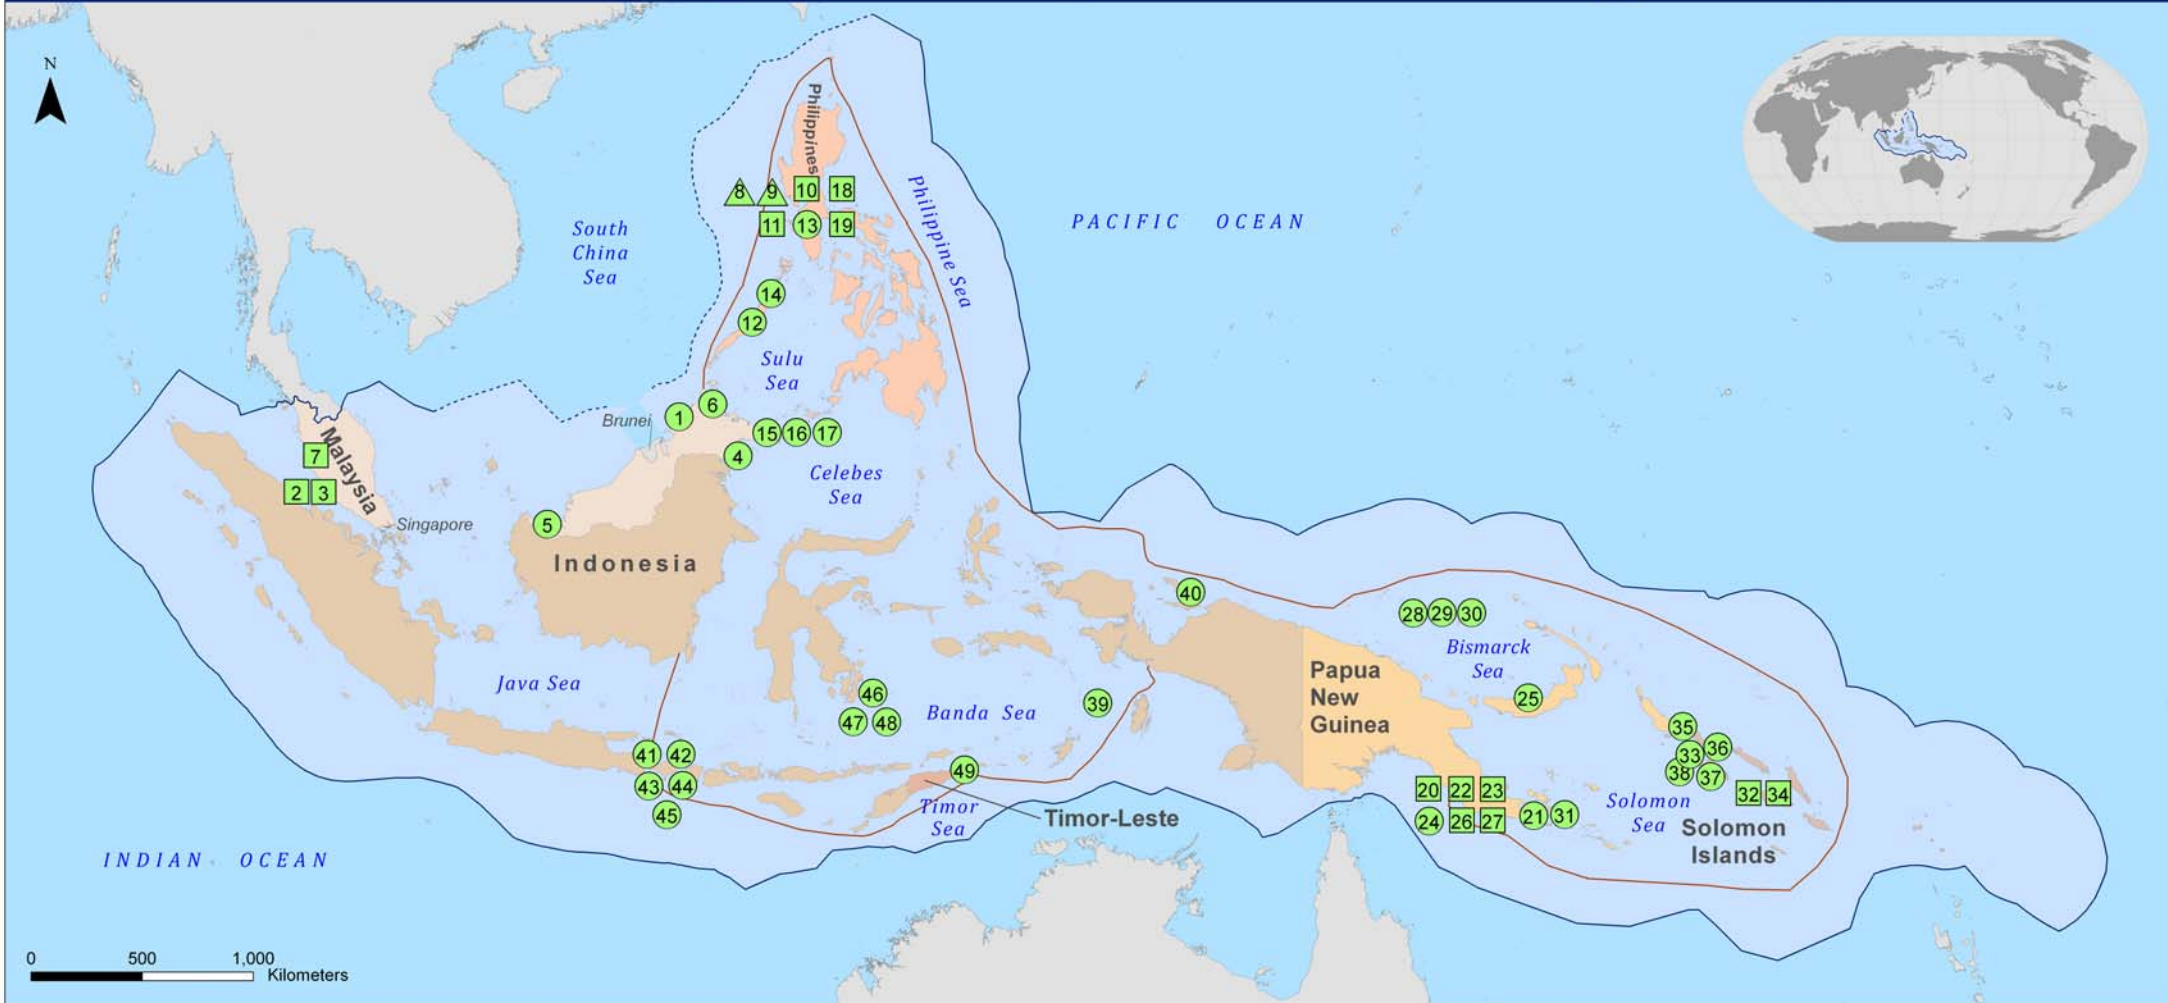 N
Philippines
8 9 10 18
11 13 19
Philippine Sea
PACIFIC OCEAN
South
China
Sea
14
12
Sulu
Sea
6
1
Brunei
15 16 17
4
Celebes
Sea
7
Malaysia
2 3
Singapore
5
Indonesia
40
28 29 30
Bismarck
Sea
Papua
New
Guinea
25
Java Sea
46
47 48
Banda Sea
39
41 42
43 44
45
49
Timor
Sea
Timor-Leste
35
33 36
38 37
32 34
20 22 23
24 26 27
21 31
Solomon
Sea
Solomon
Islands
INDIAN OCEAN
0 500 1,000
Kilometers